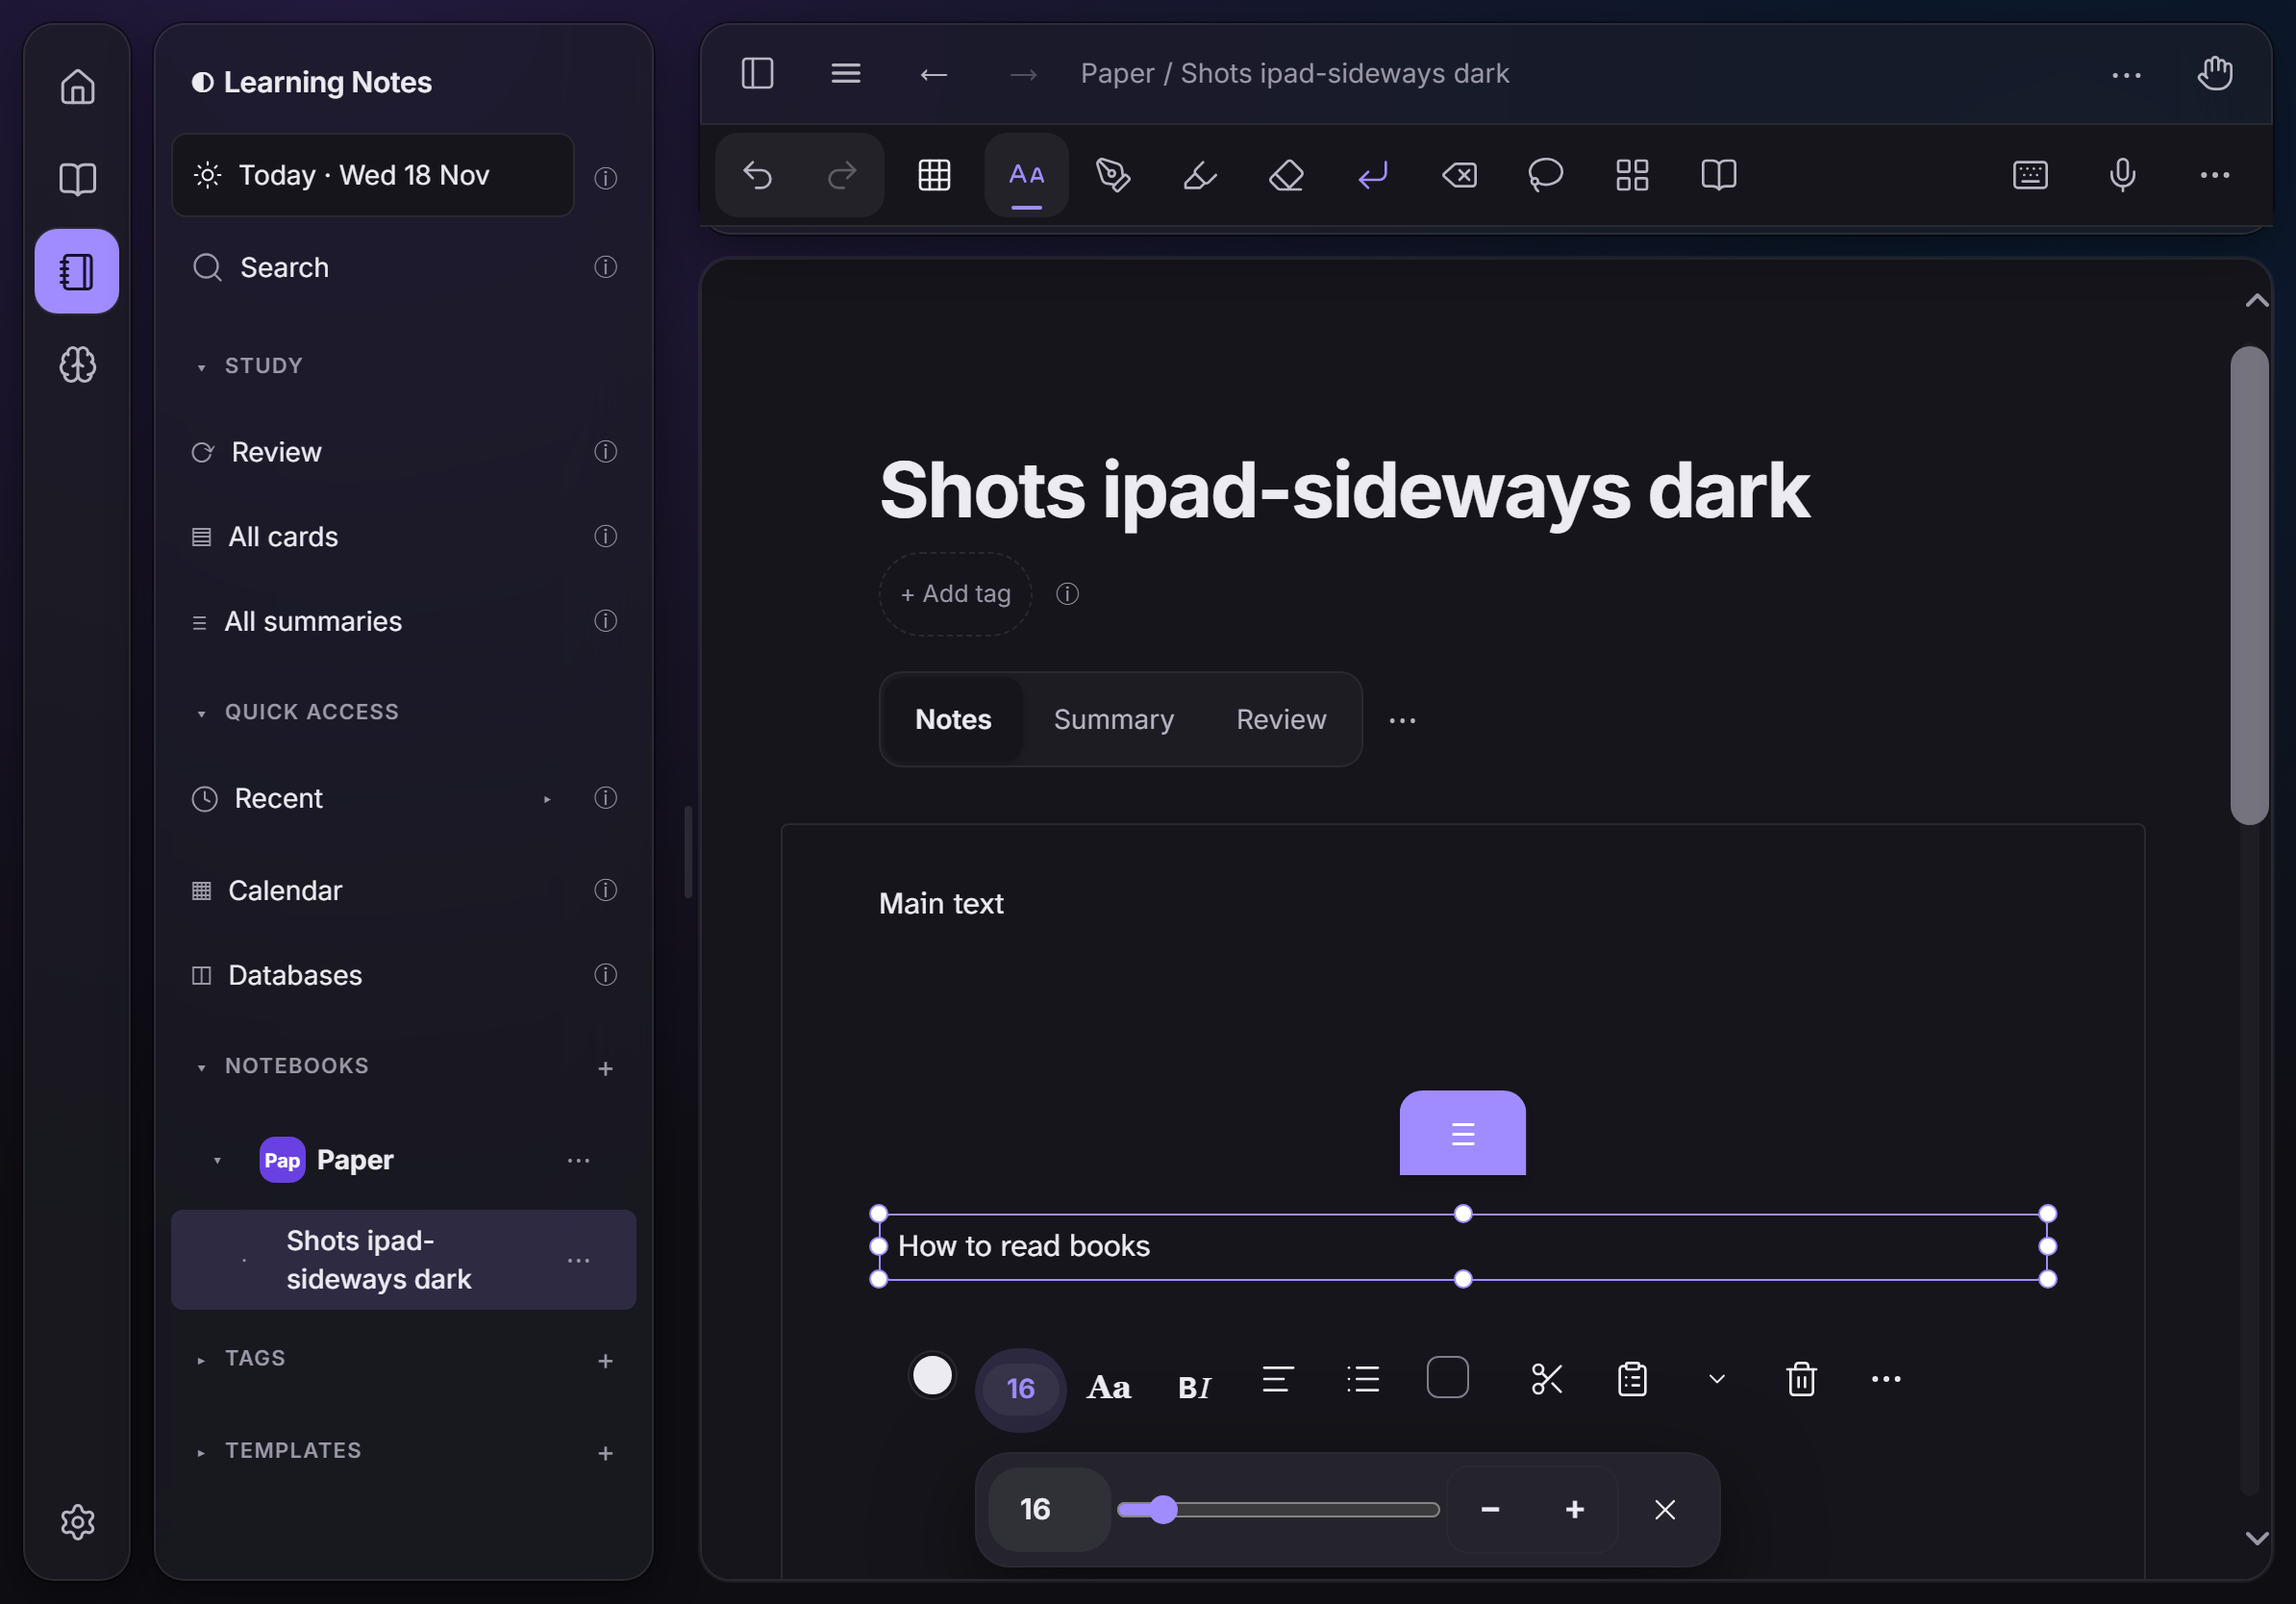 Learning Notes
Today · Wed 18 Nov
Search
STUDY
Review
All cards
All summaries
QUICK ACCESS
Recent
Calendar
Databases
NOTEBOOKS
Pap Paper
Shots ipad-
sideways dark
TAGS
TEMPLATES
Paper / Shots ipad-sideways dark
AA
Shots ipad-sideways dark
+ Add tag
Notes Summary Review
Main text
How to read books
16 Aa BI
16